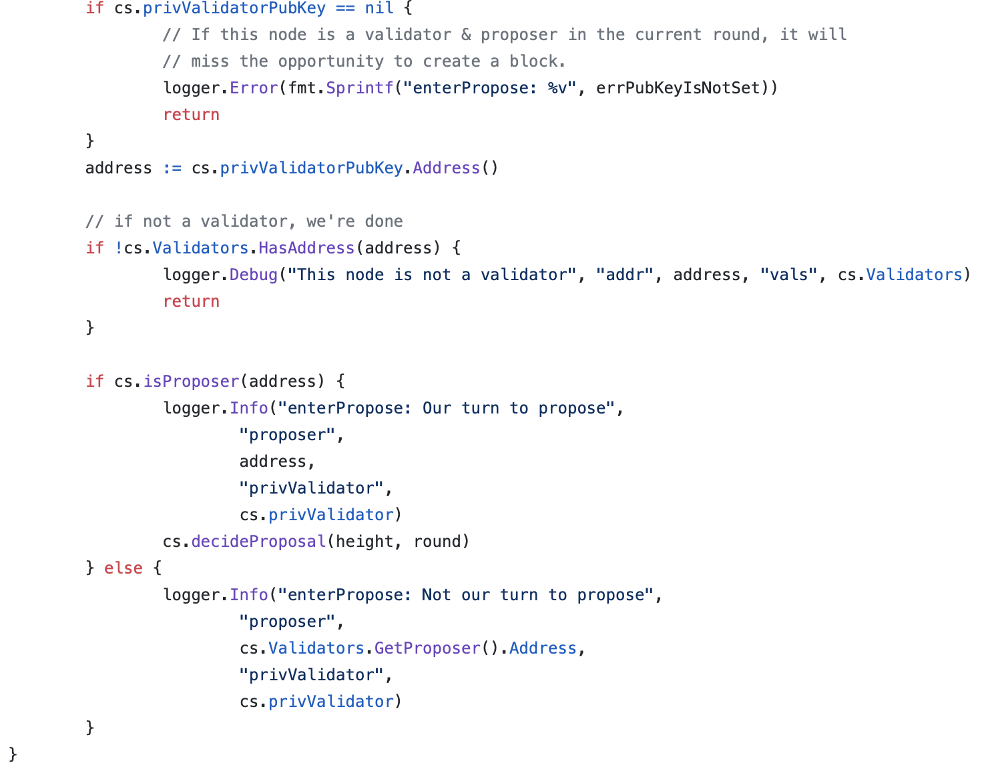 if cs.privValidatorPubKey == nil {
// If this node is a validator & proposer in the current round, it will
// miss the opportunity to create a block.
logger.Error(fmt.Sprintf("enterPropose: %v", errPubKeyIsNotSet))
return
}
address := cs.privValidatorPubKey.Address()
// if not a validator, we're done
if !cs.Validators.HasAddress(address) {
logger.Debug("This node is not a validator", "addr", address, "vals", cs.Validators)
return
}
if cs.isProposer(address) {
logger.Info("enterPropose: Our turn to propose",
"proposer",
address,
"privValidator",
cs.privValidator)
cs.decideProposal(height, round)
} else {
logger.Info("enterPropose: Not our turn to propose",
"proposer",
cs.Validators.GetProposer().Address,
"privValidator",
cs.privValidator)
}
}